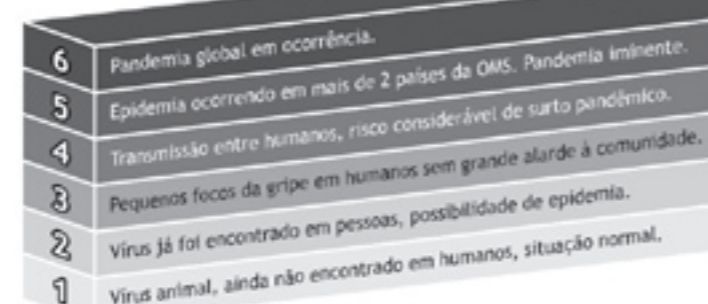 6 Pandemia global em ocorrência.
5 Epidemia ocorrendo em mais de 2 países da OMS. Pandemia iminente.
4 Transmissão entre humanos, risco considerável de surto pandêmico.
3 Pequenos focos da gripe em humanos sem grande alarde à comunidade.
2 Vírus já foi encontrado em pessoas, possibilidade de epidemia.
1 Vírus animal, ainda não encontrado em humanos, situação normal.